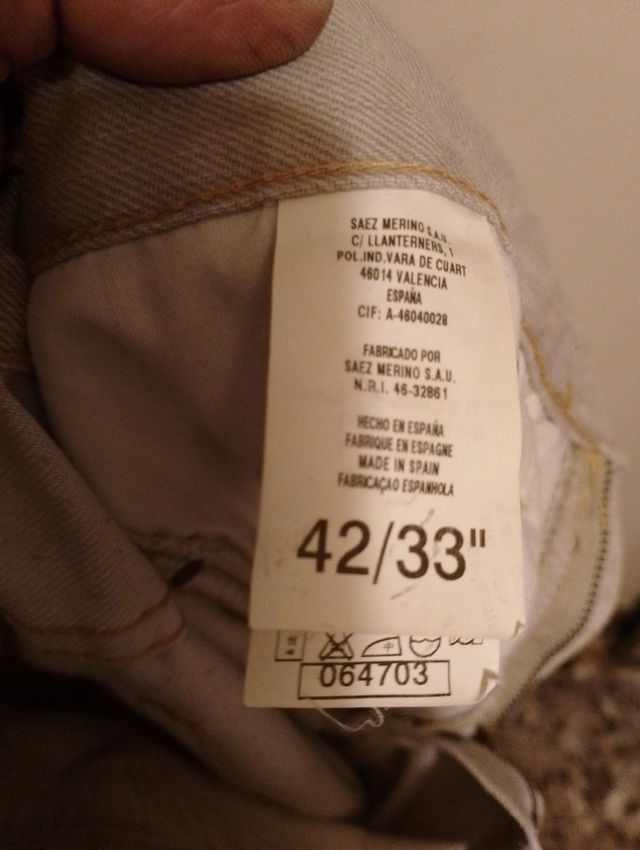 SAEZ MERINO S.A.U.
C/ LLANTERNERS, 1
POL.IND.VARA DE CUART
46014 VALENCIA
ESPAÑA
CIF: A-46040028
FABRICADO POR
SAEZ MERINO S.A.U.
N.R.I. 46-32861
HECHO EN ESPAÑA
FABRIQUE EN ESPAGNE
MADE IN SPAIN
FABRICAÇAO ESPANHOLA
42/33"
064703